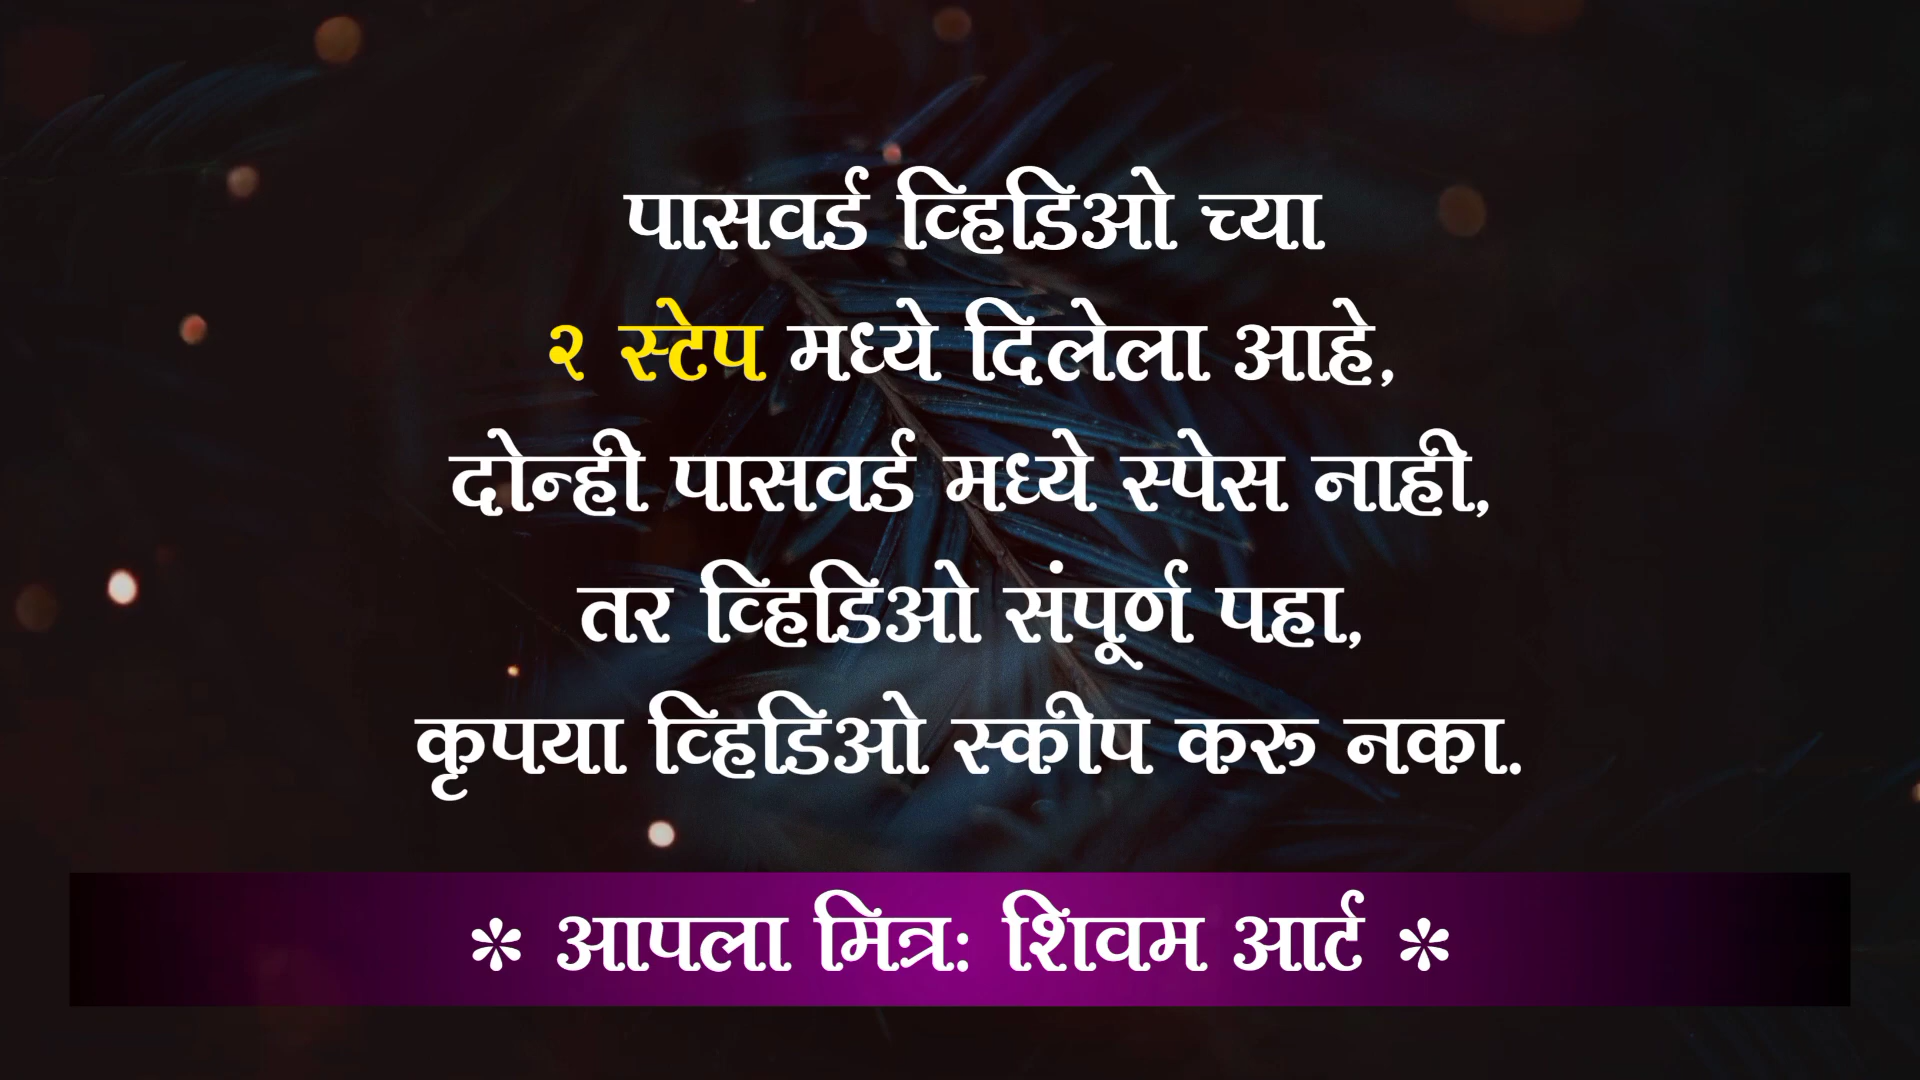 पासवर्ड व्हिडिओ च्या
२ स्टेप मध्ये दिलेला आहे,
दोन्ही पासवर्ड मध्ये स्पेस नाही,
तर व्हिडिओ संपूर्ण पहा,
कृपया व्हिडिओ स्कीप करू नका.
* आपला मित्र: शिवम आर्ट *